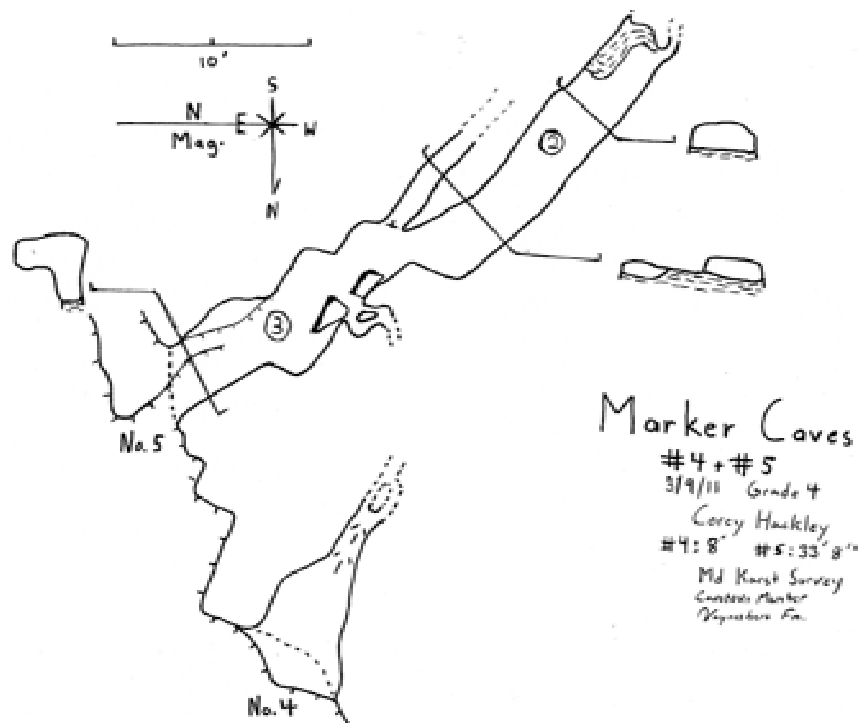 10'
S
N
E W
Mag.
N
2
3
No. 5
No. 4
Marker Caves
#4 + #5
3/9/11 Grade 4
Corey Hackley
#4: 8' #5: 33' 8"
Md Karst Survey